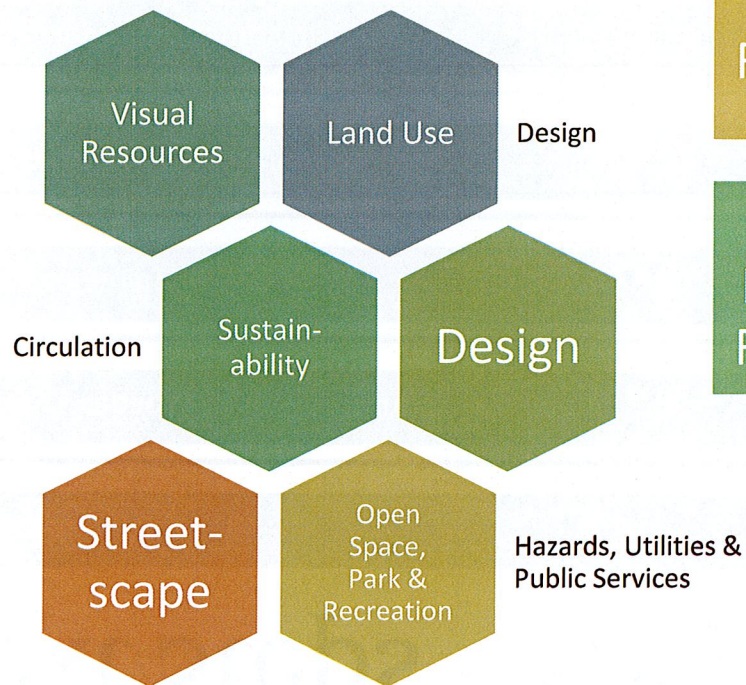 Visual
Resources
Land Use
Design
Circulation
Sustain-
ability
Design
Street-
scape
Open
Space,
Park &
Recreation
Hazards, Utilities &
Public Services